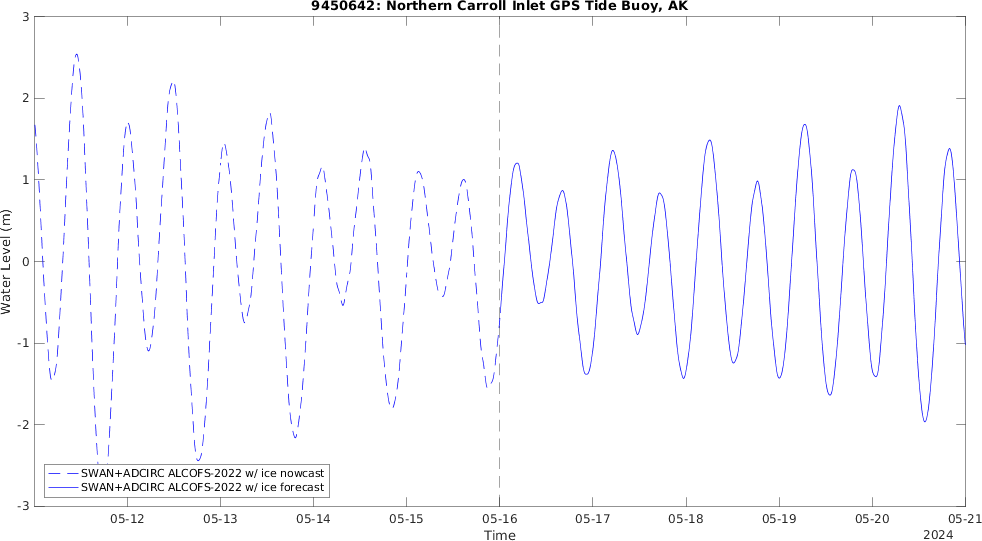 9450642: Northern Carroll Inlet GPS Tide Buoy, AK
3
2
1
0
-1
-2
-3
Water Level (m)
SWAN+ADCIRC ALCOFS-2022 w/ ice nowcast
SWAN+ADCIRC ALCOFS-2022 w/ ice forecast
05-12 05-13 05-14 05-15 05-16 05-17 05-18 05-19 05-20 05-21
Time
2024